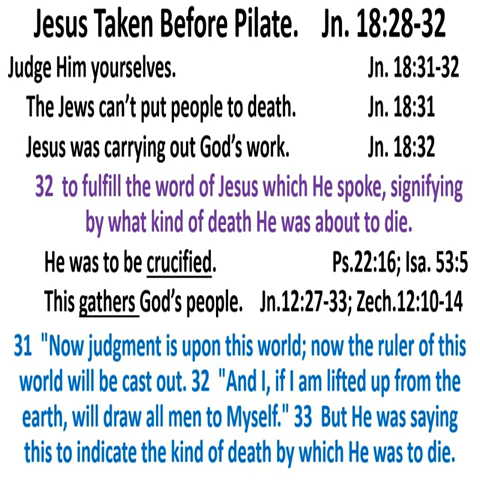 Jesus Taken Before Pilate. Jn. 18:28-32
Judge Him yourselves. Jn. 18:31-32
The Jews can't put people to death. Jn. 18:31
Jesus was carrying out God's work. Jn. 18:32
32 to fulfill the word of Jesus which He spoke, signifying
by what kind of death He was about to die.
He was to be crucified. Ps.22:16; Isa. 53:5
This gathers God's people. Jn.12:27-33; Zech.12:10-14
31 "Now judgment is upon this world; now the ruler of this
world will be cast out. 32 "And I, if I am lifted up from the
earth, will draw all men to Myself." 33 But He was saying
this to indicate the kind of death by which He was to die.